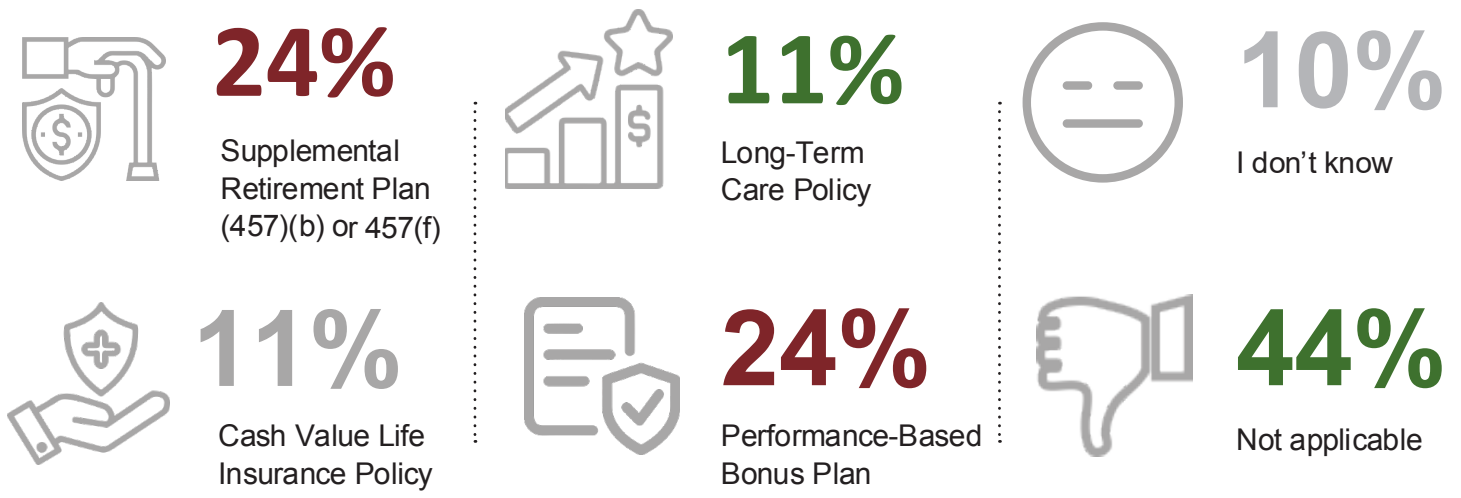 24%
Supplemental
Retirement Plan
(457)(b) or 457(f)
11%
Long-Term
Care Policy
10%
I don't know
11%
Cash Value Life
Insurance Policy
24%
Performance-Based
Bonus Plan
44%
Not applicable